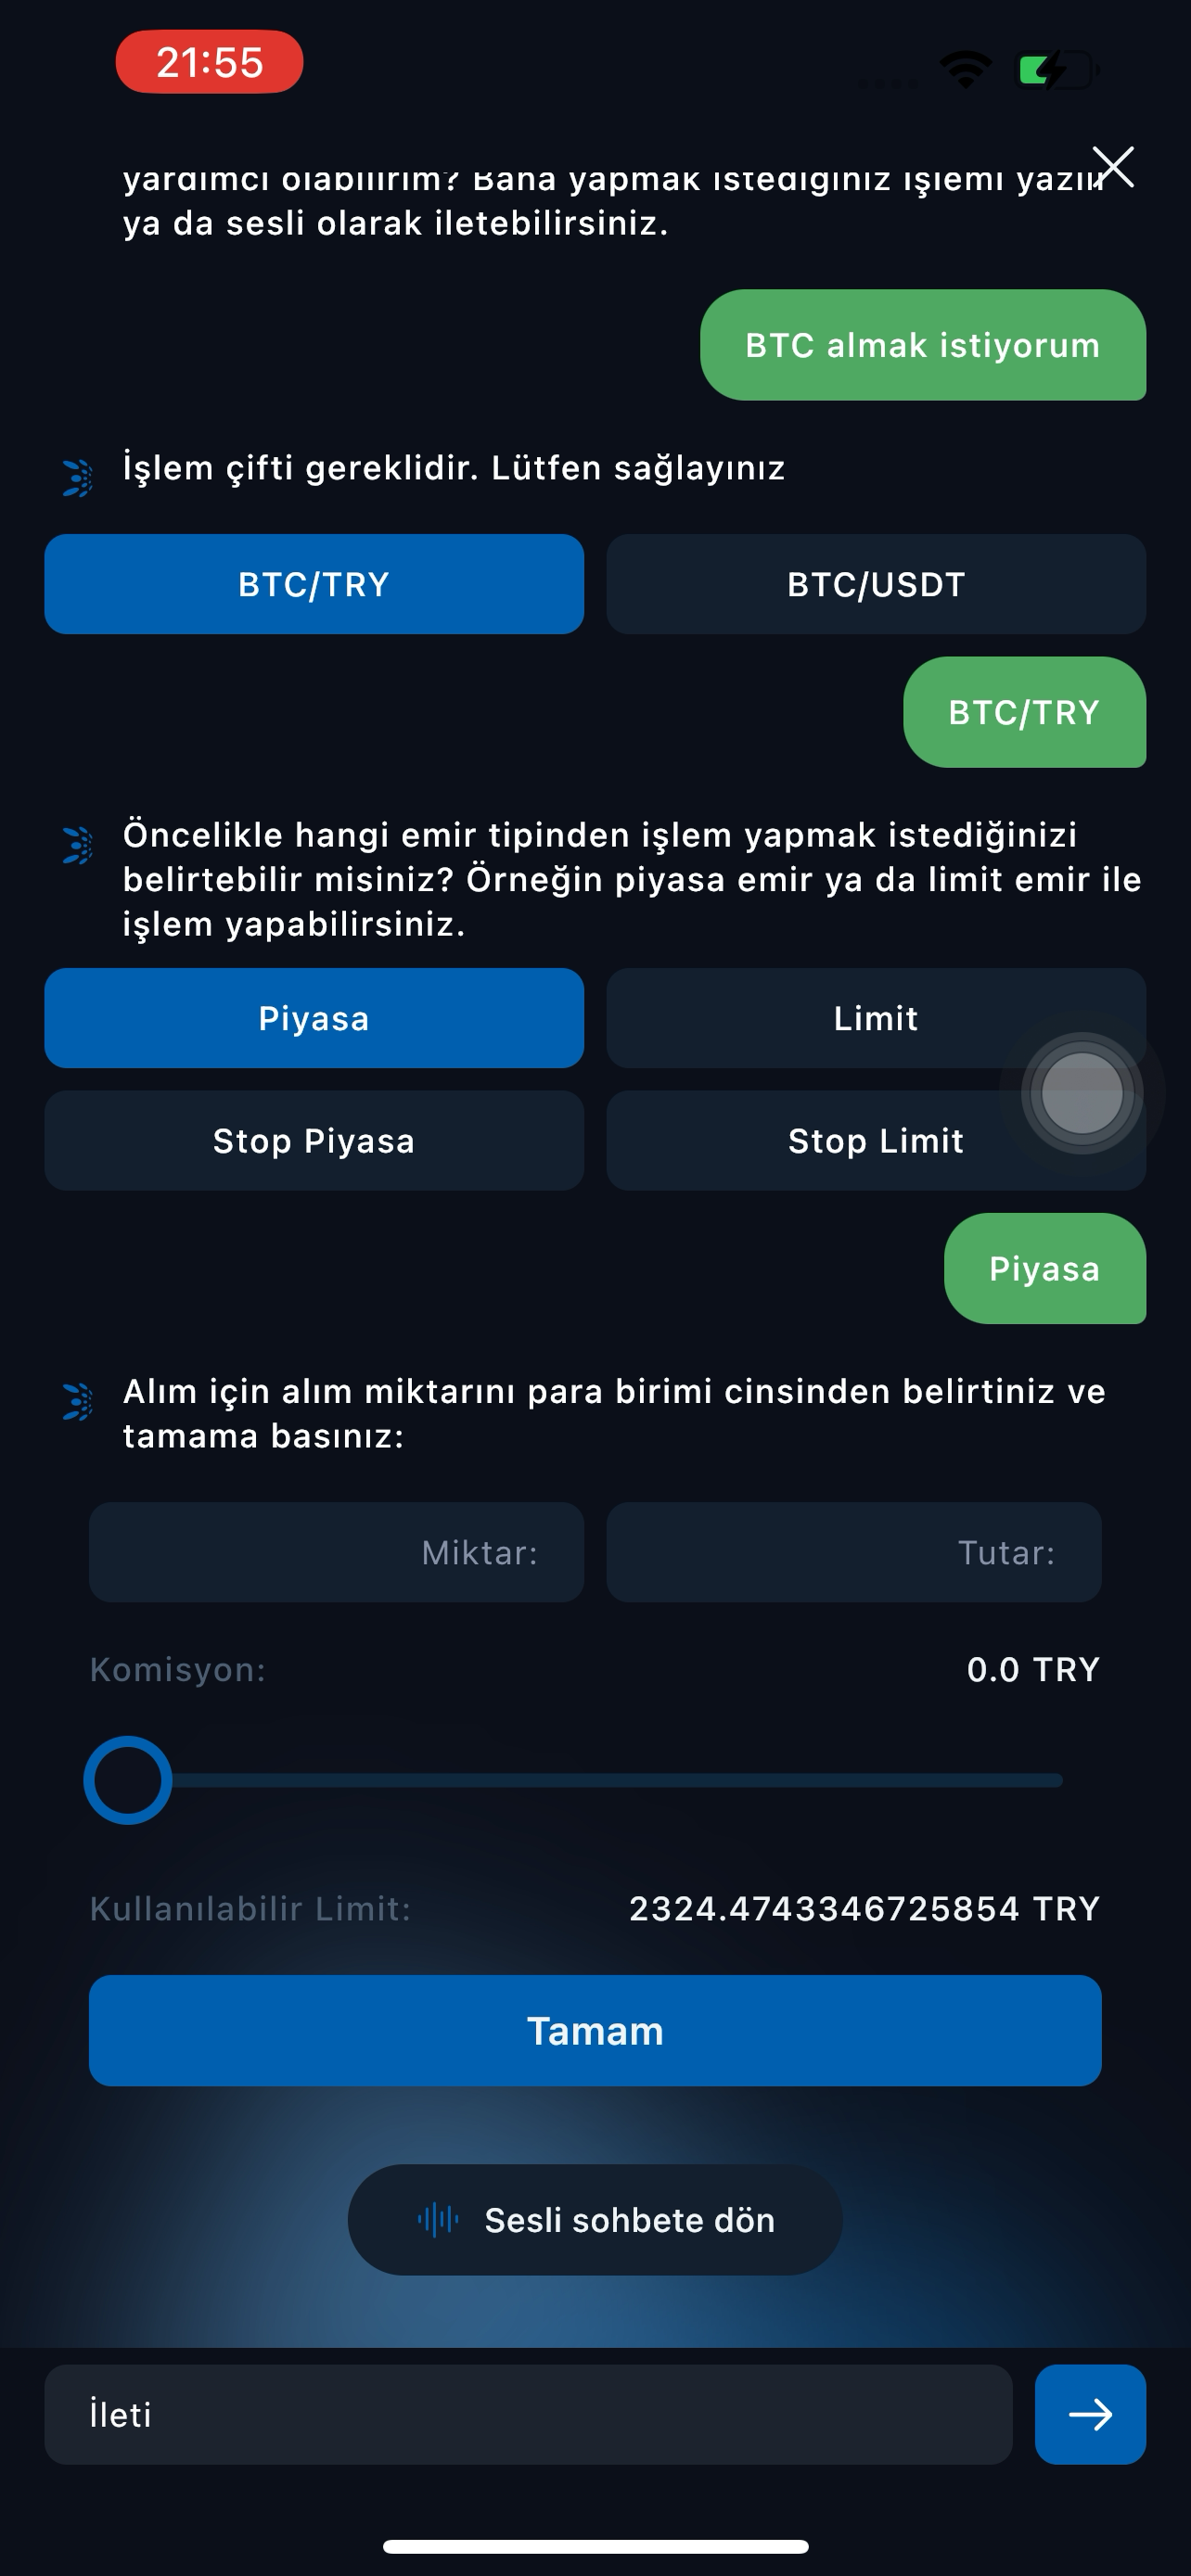 21:55
yardımcı olabilirim? Bana yapmak istediğiniz işlemi yazılı
ya da sesli olarak iletebilirsiniz.
BTC almak istiyorum
İşlem çifti gereklidir. Lütfen sağlayınız
BTC/TRY
BTC/USDT
BTC/TRY
Öncelikle hangi emir tipinden işlem yapmak istediğinizi
belirtebilir misiniz? Örneğin piyasa emir ya da limit emir ile
işlem yapabilirsiniz.
Piyasa
Limit
Stop Piyasa
Stop Limit
Piyasa
Alım için alım miktarını para birimi cinsinden belirtiniz ve
tamama basınız:
Miktar:
Tutar:
Komisyon:
0.0 TRY
Kullanılabilir Limit:
2324.4743346725854 TRY
Tamam
Sesli sohbete dön
İleti